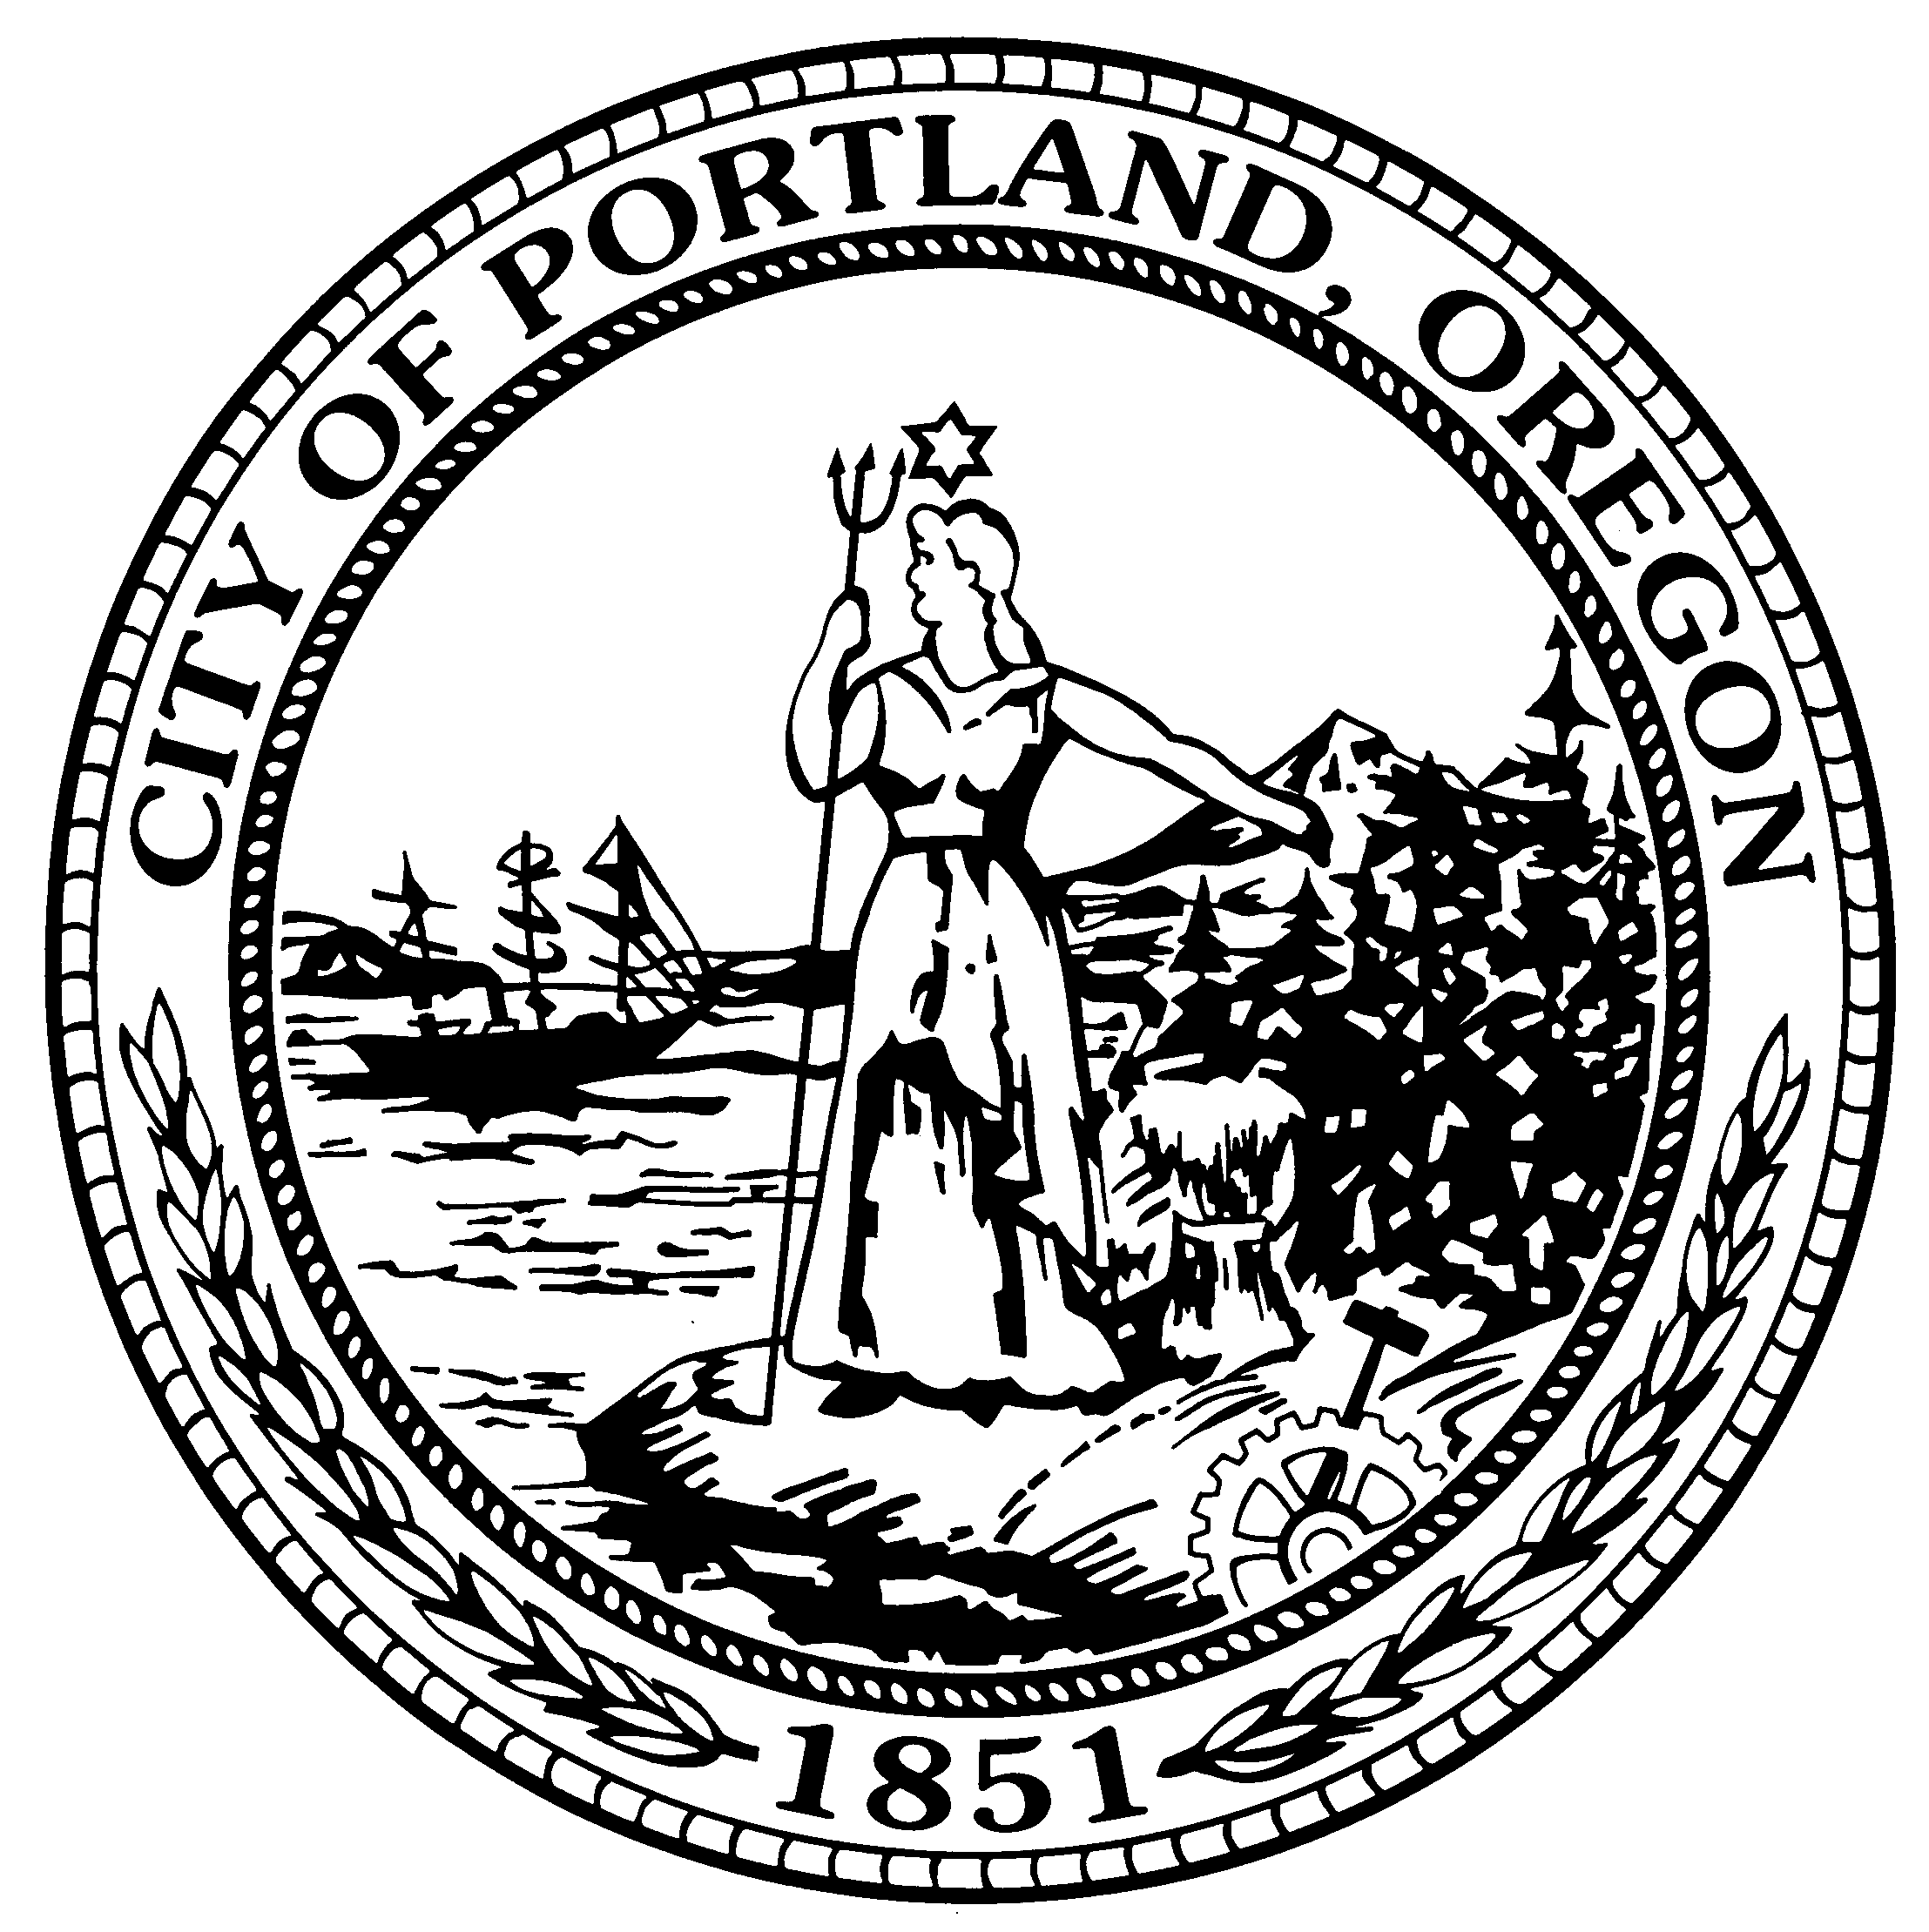 CITY OF PORTLAND, OREGON
1851